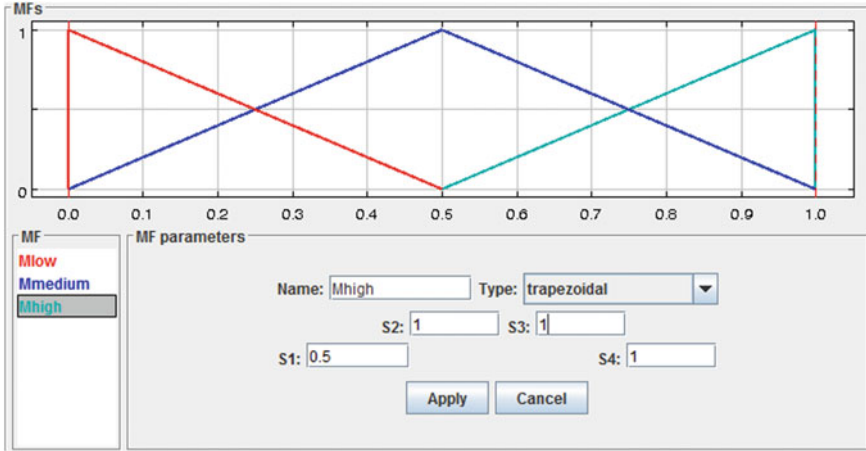 MFs
1
0
0.0 0.1 0.2 0.3 0.4 0.5 0.6 0.7 0.8 0.9 1.0
MF
Mlow
Mmedium
Mhigh
MF parameters
Name: Mhigh Type: trapezoidal
S2: 1 S3: 1
S1: 0.5 S4: 1
Apply Cancel